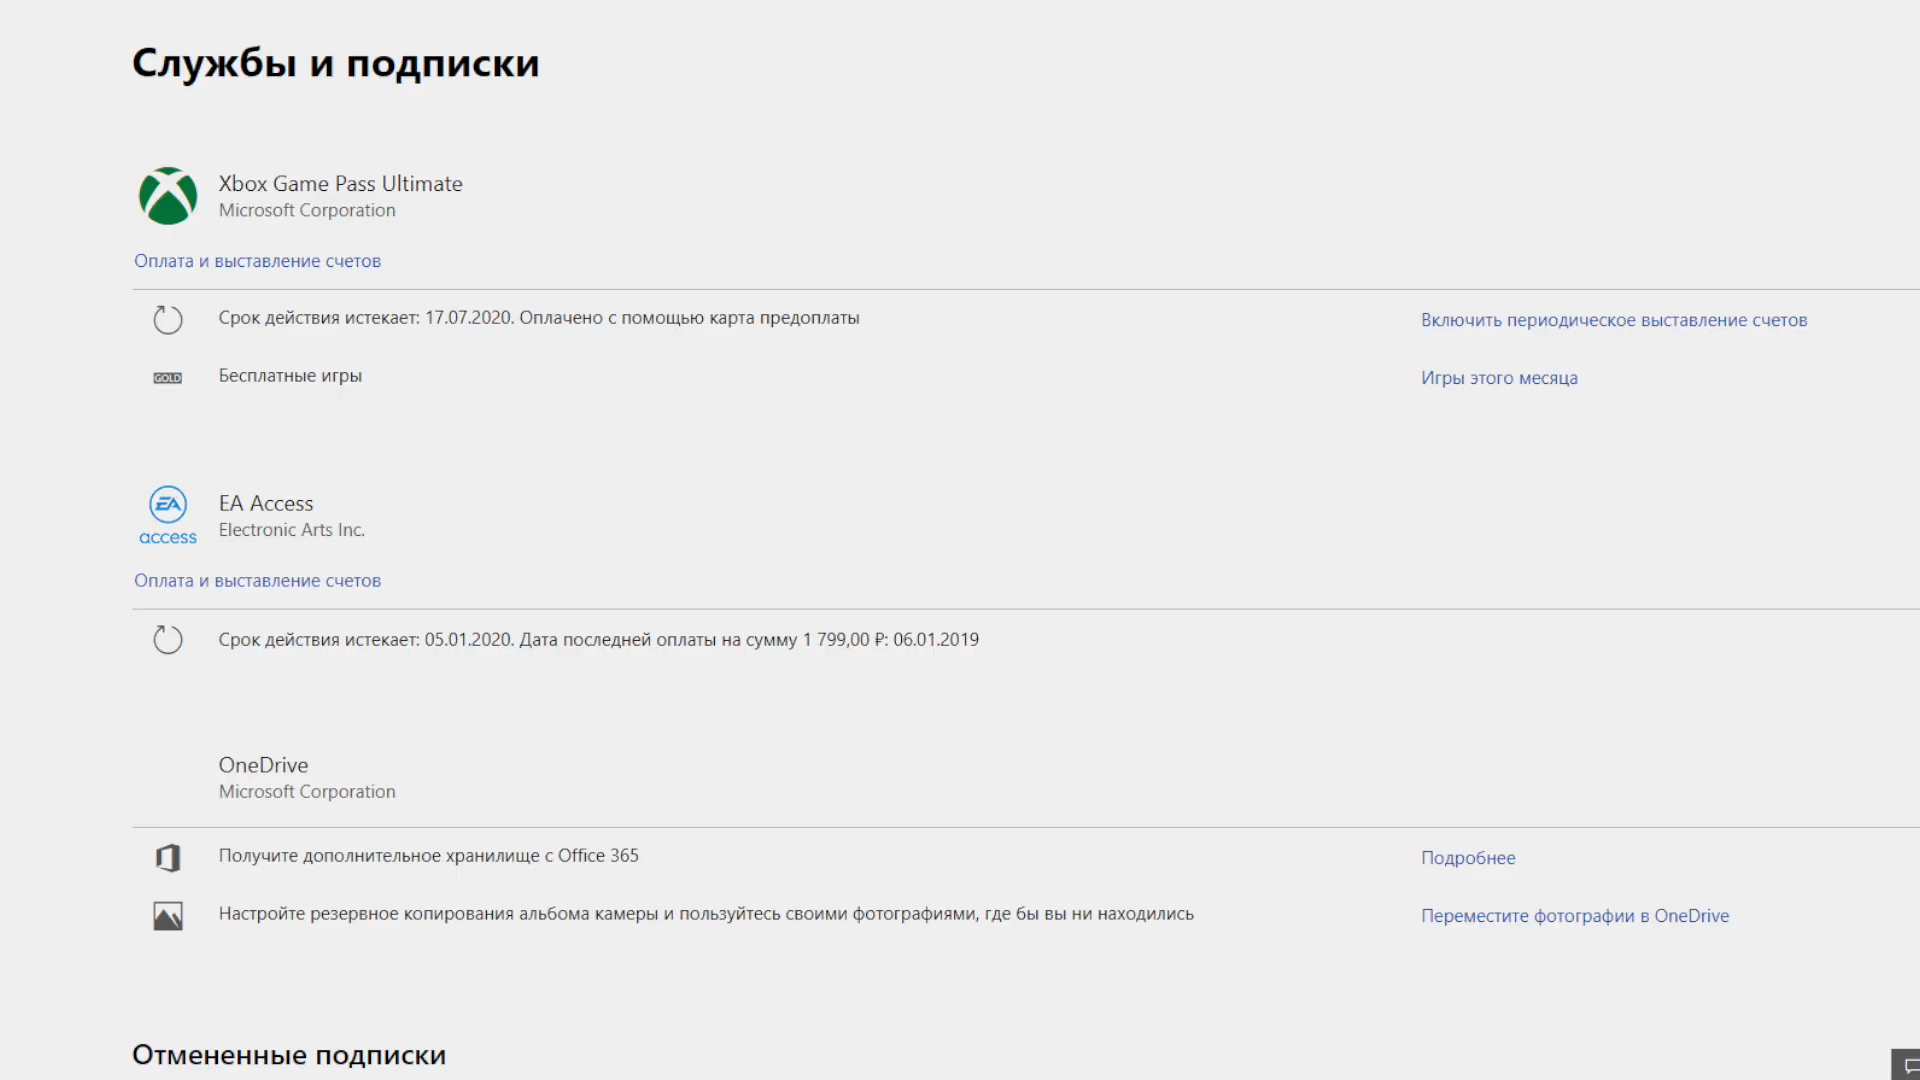 Службы и подписки
Xbox Game Pass Ultimate
Microsoft Corporation
Оплата и выставление счетов
Срок действия истекает: 17.07.2020. Оплачено с помощью карта предоплаты
Включить периодическое выставление счетов
GOLD
Бесплатные игры
Игры этого месяца
EA
access
EA Access
Electronic Arts Inc.
Оплата и выставление счетов
Срок действия истекает: 05.01.2020. Дата последней оплаты на сумму 1 799,00 ₽: 06.01.2019
OneDrive
Microsoft Corporation
Получите дополнительное хранилище с Office 365
Подробнее
Настройте резервное копирования альбома камеры и пользуйтесь своими фотографиями, где бы вы ни находились
Переместите фотографии в OneDrive
Отмененные подписки